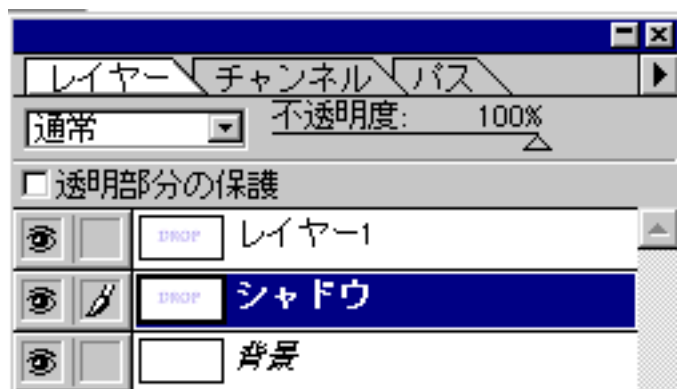 レイヤー チャンネル パス
通常 不透明度: 100%
透明部分の保護
DROP レイヤー1
DROP シャドウ
背景